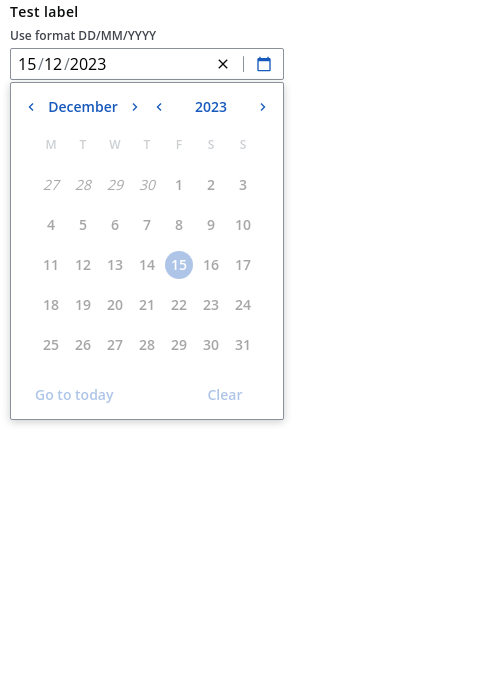 Test label
Use format DD/MM/YYYY
15/12/2023
December 2023
M T W T F S S
27 28 29 30 1 2 3
4 5 6 7 8 9 10
11 12 13 14 15 16 17
18 19 20 21 22 23 24
25 26 27 28 29 30 31
Go to today Clear